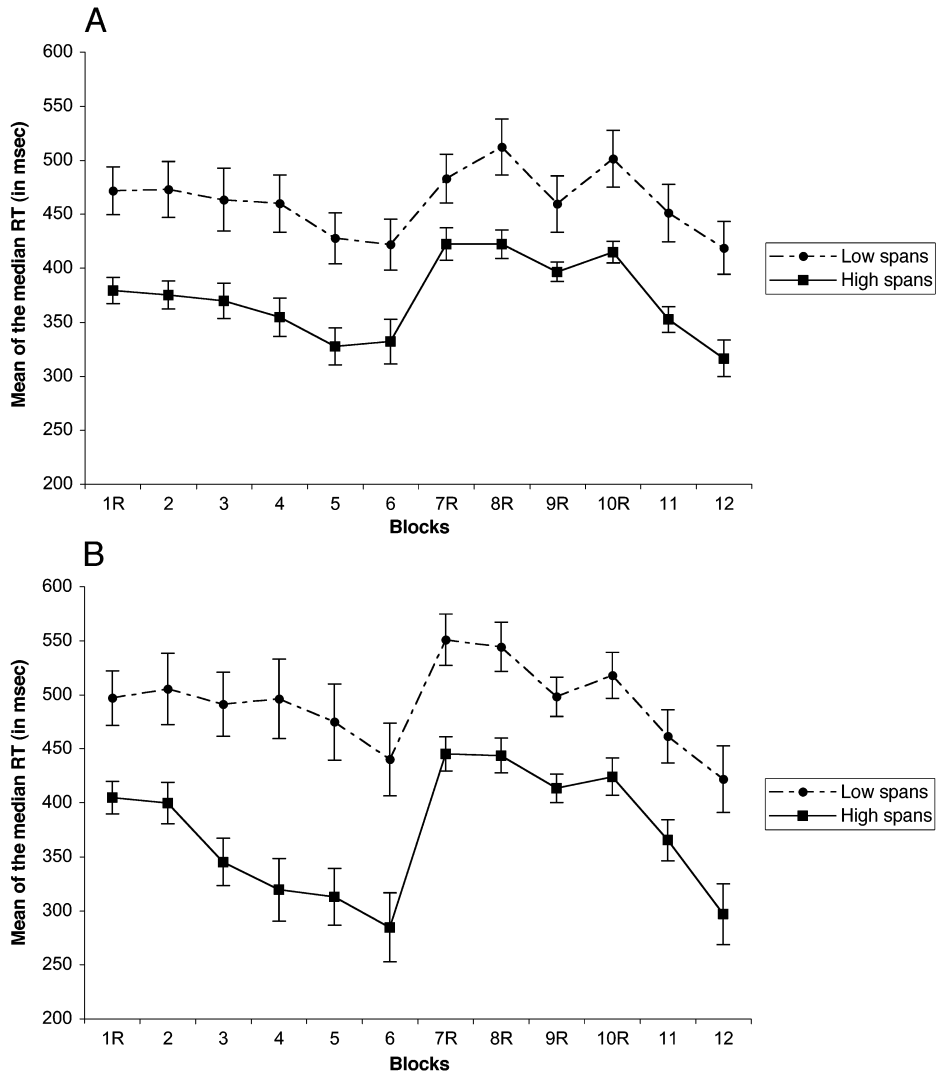 A
600
550
500
450
400
350
300
250
200
Mean of the median RT (in msec)
1R 2 3 4 5 6 7R 8R 9R 10R 11 12
Blocks
Low spans
High spans
B
600
550
500
450
400
350
300
250
200
Mean of the median RT (in msec)
1R 2 3 4 5 6 7R 8R 9R 10R 11 12
Blocks
Low spans
High spans